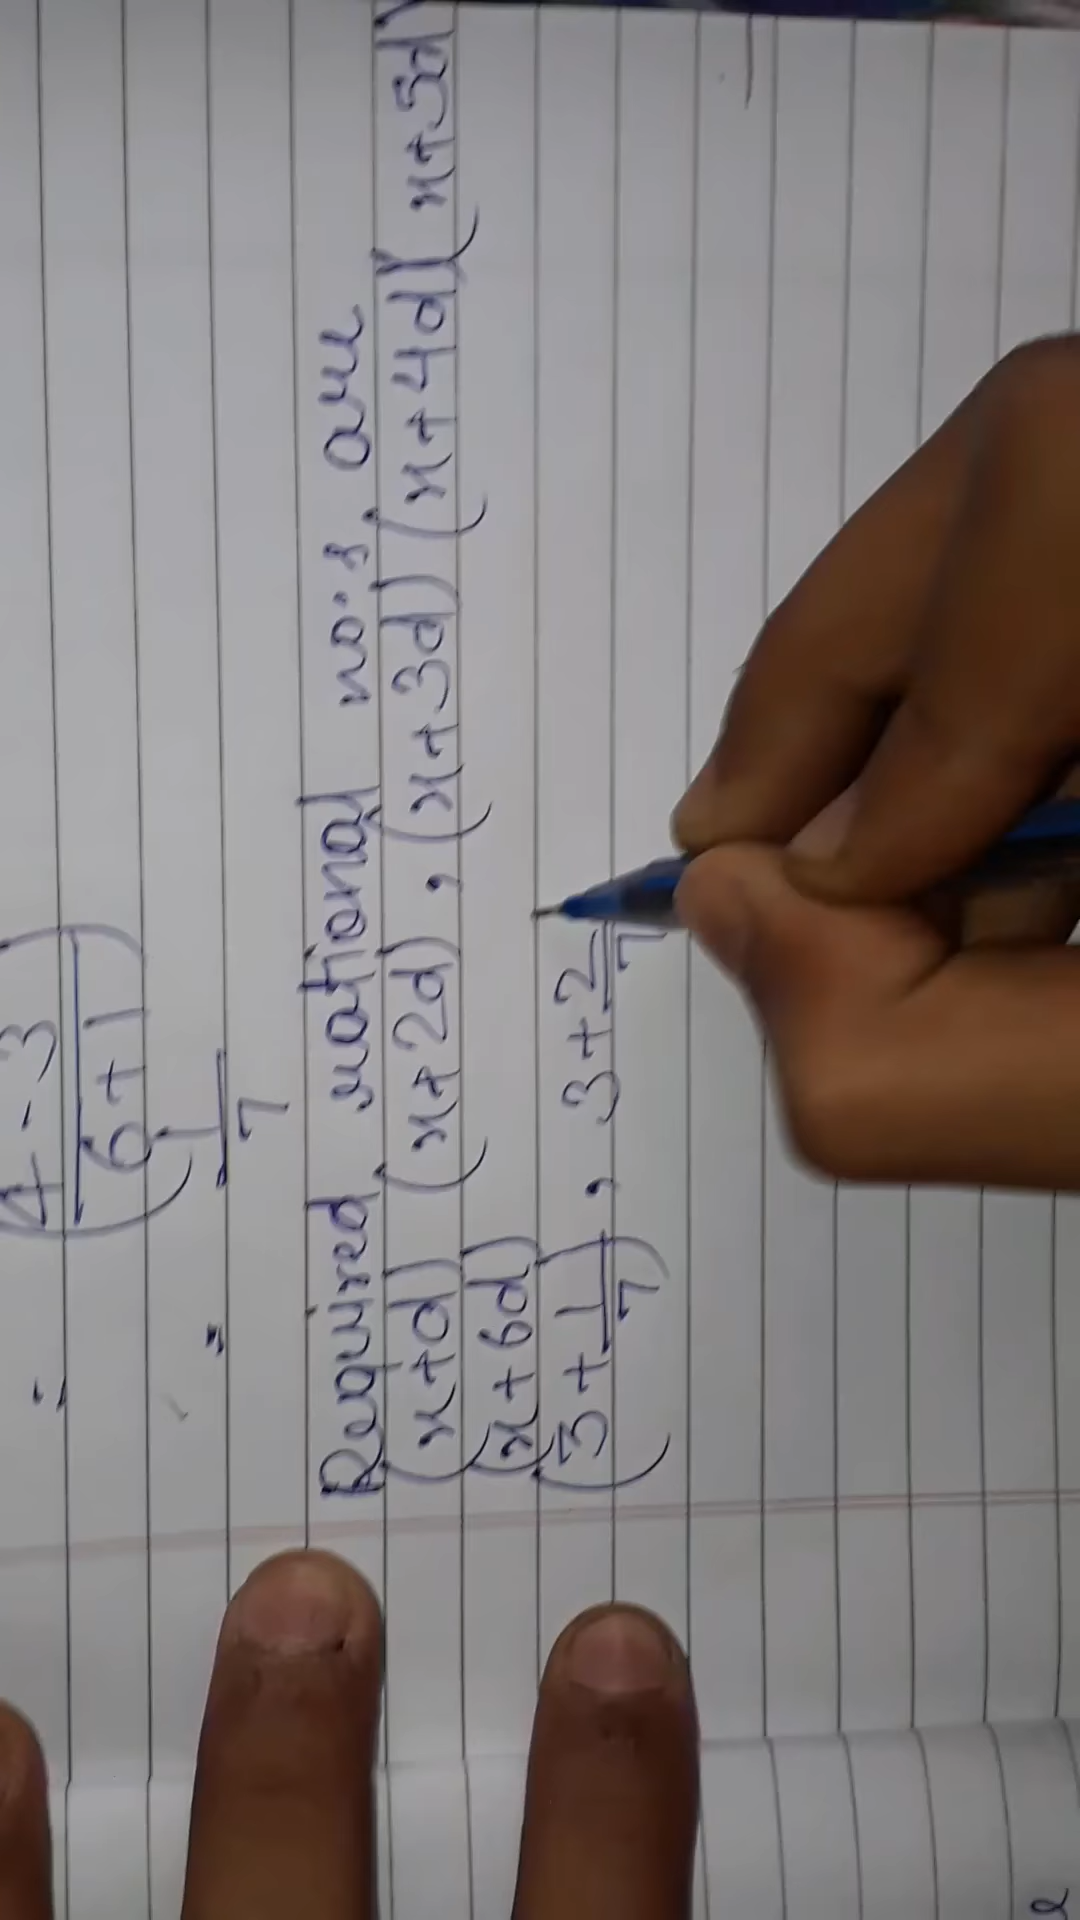 = (4-3/6+1)
= 1/7
Required rational no.s are
(x+d) (x+2d), (x+3d) (x+4d) (x+5d)
(x+6d)
(3+1/7), 3+2/7